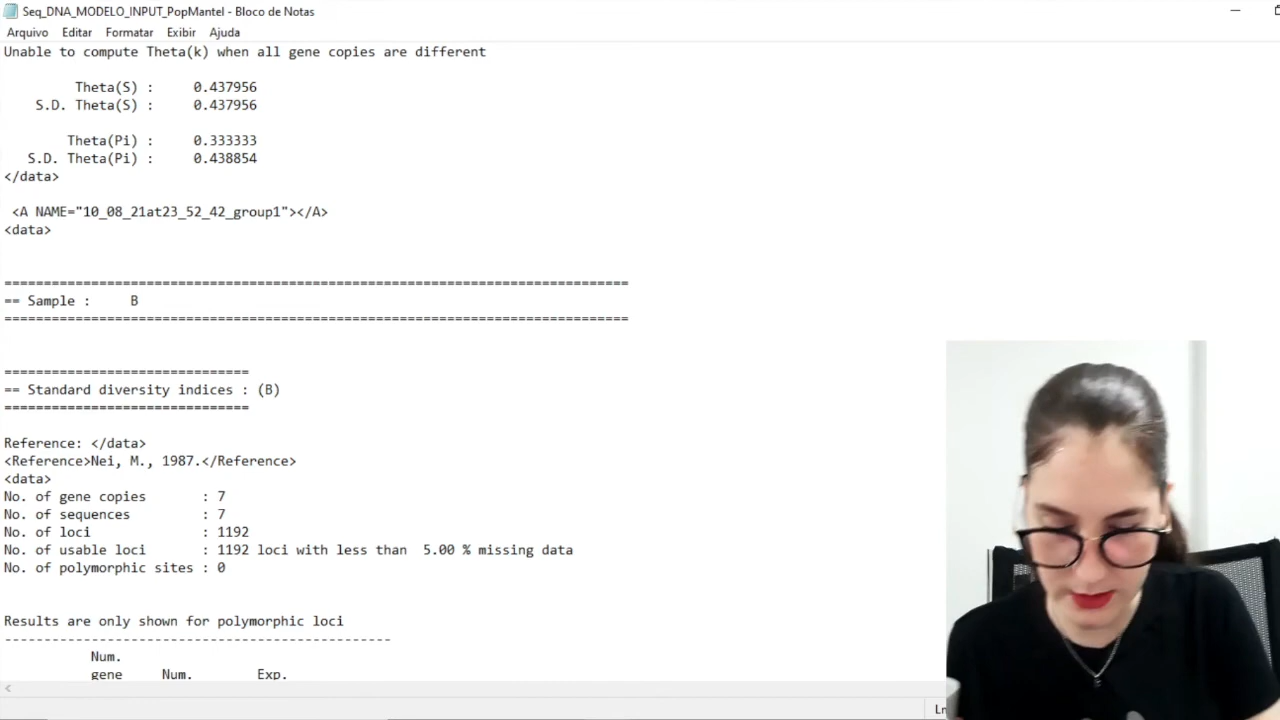 Seq_DNA_MODELO_INPUT_PopMantel - Bloco de Notas
Arquivo Editar Formatar Exibir Ajuda
Unable to compute Theta(k) when all gene copies are different
Theta(S) : 0.437956
S.D. Theta(S) : 0.437956
Theta(Pi) : 0.333333
S.D. Theta(Pi) : 0.438854
</data>
<A NAME="10_08_21at23_52_42_group1"></A>
<data>
================================================================================
== Sample : B
================================================================================
===============================
== Standard diversity indices : (B)
===============================
Reference: </data>
<Reference>Nei, M., 1987.</Reference>
<data>
No. of gene copies : 7
No. of sequences : 7
No. of loci : 1192
No. of usable loci : 1192 loci with less than 5.00 % missing data
No. of polymorphic sites : 0
Results are only shown for polymorphic loci
-------------------------------------------------
Num.
gene Num. Exp.
Ln